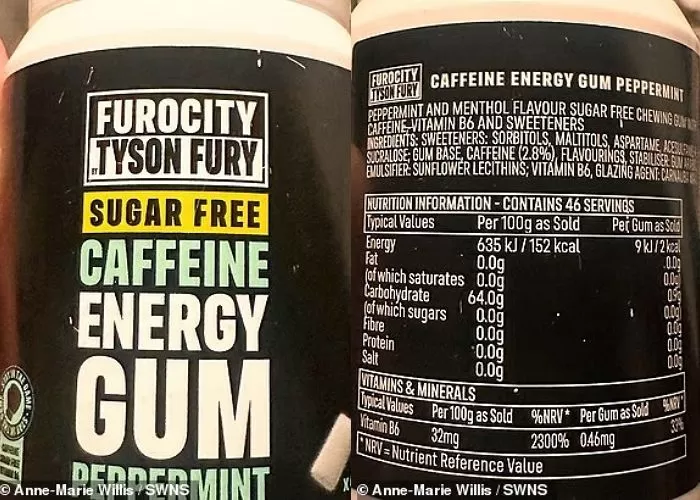 FUROCITY
BY TYSON FURY
SUGAR FREE
CAFFEINE
ENERGY
GUM
PEPPERMINT
© Anne-Marie Willis / SWNS
FUROCITY
TYSON FURY
CAFFEINE ENERGY GUM PEPPERMINT
PEPPERMINT AND MENTHOL FLAVOUR SUGAR FREE CHEWING GUM
CAFFEINE, VITAMIN B6 AND SWEETENERS
INGREDIENTS: SWEETENERS: SORBITOLS, MALTITOLS, ASPARTAME,
SUCRALOSE; GUM BASE, CAFFEINE (2.8%), FLAVOURINGS, STABILISER: GUM
EMULSIFIER: SUNFLOWER LECITHINS; VITAMIN B6, GLAZING AGENT:
NUTRITION INFORMATION - CONTAINS 46 SERVINGS
Typical Values Per 100g as Sold Per Gum as Sold
Energy 635 kJ / 152 kcal 9 kJ / 2 kcal
Fat 0.0g 0.0g
(of which saturates 0.0g 0.0g
Carbohydrate 64.0g 0.9g
(of which sugars 0.0g 0.0g
Fibre 0.0g 0.0g
Protein 0.0g 0.0g
Salt 0.0g 0.0g
VITAMINS & MINERALS
Typical Values Per 100g as Sold %NRV* Per Gum as Sold %NRV*
Vitamin B6 32mg 2300% 0.46mg
* NRV = Nutrient Reference Value
© Anne-Marie Willis / SWNS